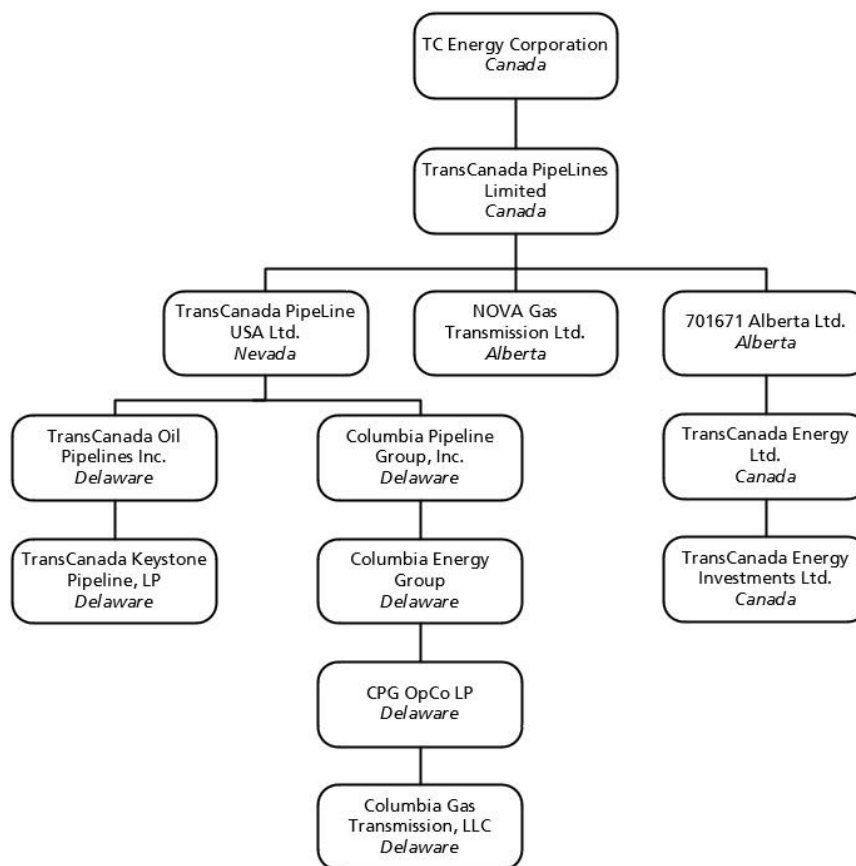 TC Energy Corporation
Canada
TransCanada PipeLines
Limited
Canada
TransCanada PipeLine
USA Ltd.
Nevada
NOVA Gas
Transmission Ltd.
Alberta
701671 Alberta Ltd.
Alberta
TransCanada Oil
Pipelines Inc.
Delaware
Columbia Pipeline
Group, Inc.
Delaware
TransCanada Energy
Ltd.
Canada
TransCanada Keystone
Pipeline, LP
Delaware
Columbia Energy
Group
Delaware
TransCanada Energy
Investments Ltd.
Canada
CPG OpCo LP
Delaware
Columbia Gas
Transmission, LLC
Delaware